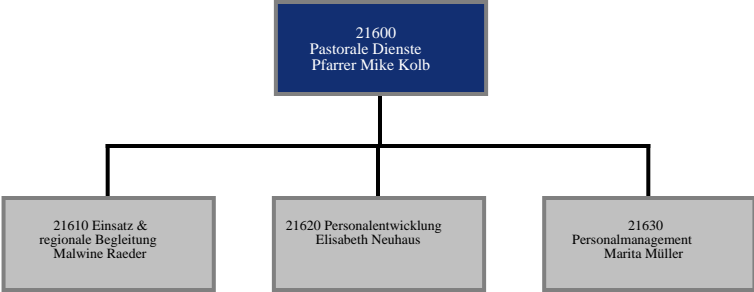 21600
Pastorale Dienste
Pfarrer Mike Kolb
21610 Einsatz &
regionale Begleitung
Malwine Raeder
21620 Personalentwicklung
Elisabeth Neuhaus
21630
Personalmanagement
Marita Müller